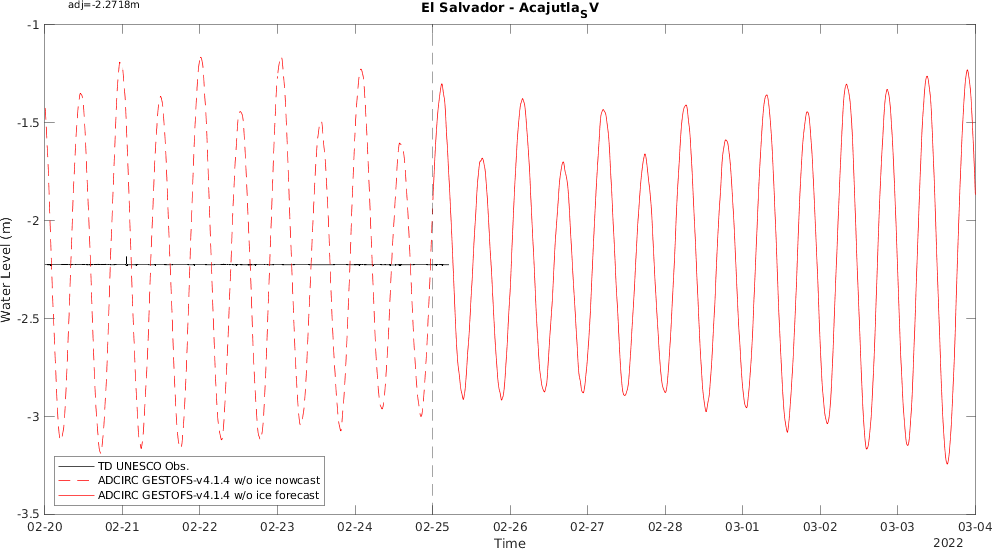 adj=-2.2718m
El Salvador - AcajutlaSV
-1
-1.5
-2
-2.5
-3
-3.5
Water Level (m)
TD UNESCO Obs.
ADCIRC GESTOFS-v4.1.4 w/o ice nowcast
ADCIRC GESTOFS-v4.1.4 w/o ice forecast
02-20 02-21 02-22 02-23 02-24 02-25 02-26 02-27 02-28 03-01 03-02 03-03 03-04
Time
2022